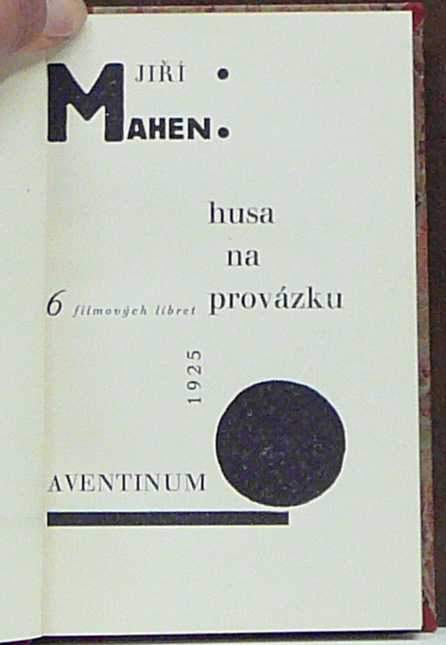 JIŘÍ
MAHEN
husa
na
6 filmových libret provázku
1925
AVENTINUM